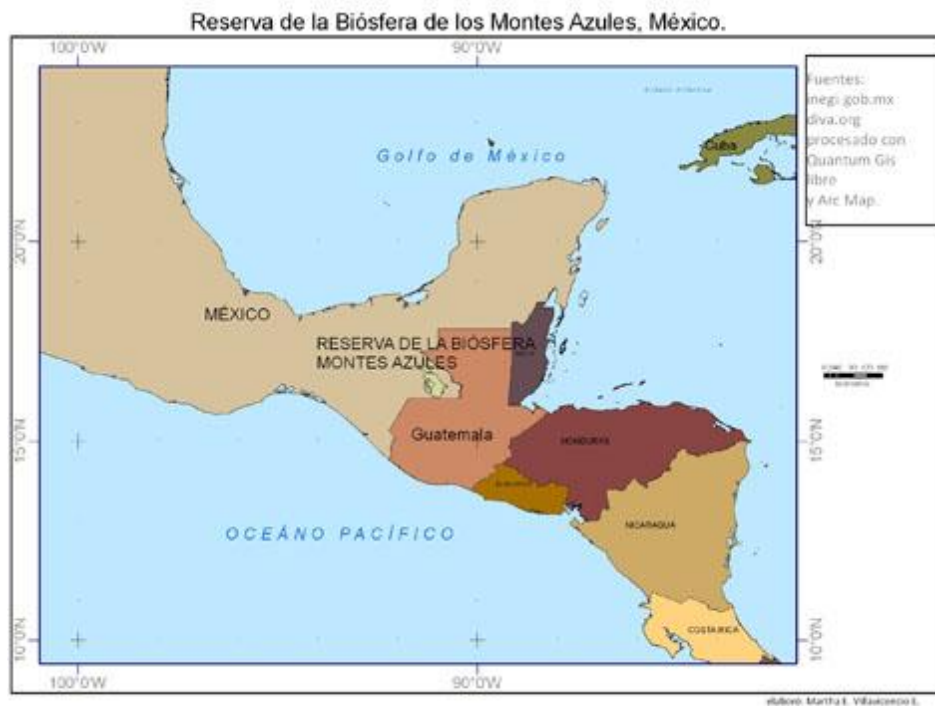 Reserva de la Biósfera de los Montes Azules, México.
100°0'W
90°0'W
Fuentes:
inegi.gob.mx
diva.org
procesado con
Quantum Gis
libre
y Arc Map.
Cuba
Golfo de México
20°0'N
20°0'N
MÉXICO
RESERVA DE LA BIÓSFERA
MONTES AZULES
Guatemala
HONDURAS
15°0'N
15°0'N
OCEÁNO PACÍFICO
NICARAGUA
COSTA RICA
10°0'N
10°0'N
100°0'W
90°0'W
elaboró: Martha E. Villavicencio E.